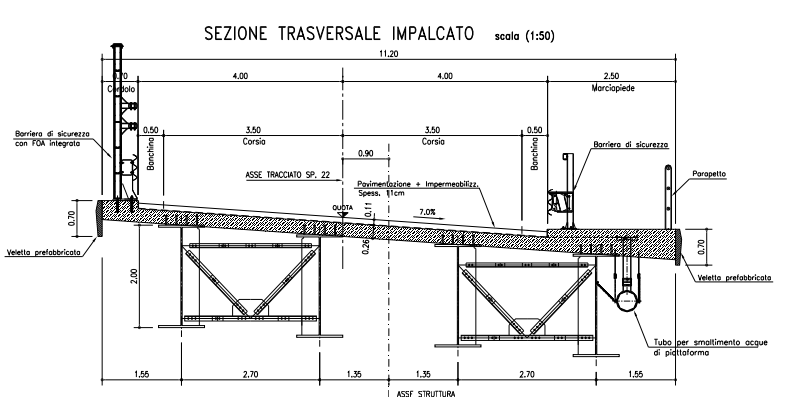 SEZIONE TRASVERSALE IMPALCATO scala (1:50)
11.20
0.70 4.00 4.00 2.50
Cordolo Marciapiede
0.50 3.50 3.50 0.50
Corsia Corsia
Banchina
Banchina
Barriera di sicurezza
con FOA integrata
Barriera di sicurezza
0.90
ASSE TRACCIATO SP. 22
Parapetto
Pavimentazione + Impermeabilizz.
Spess. 11cm
QUOTA
0.11
7.0%
0.70
0.26
0.70
Veletta prefabbricata
Veletta prefabbricata
2.00
Tubo per smaltimento acque
di piattaforma
1.55 2.70 1.35 1.35 2.70 1.55
ASSE STRUTTURA